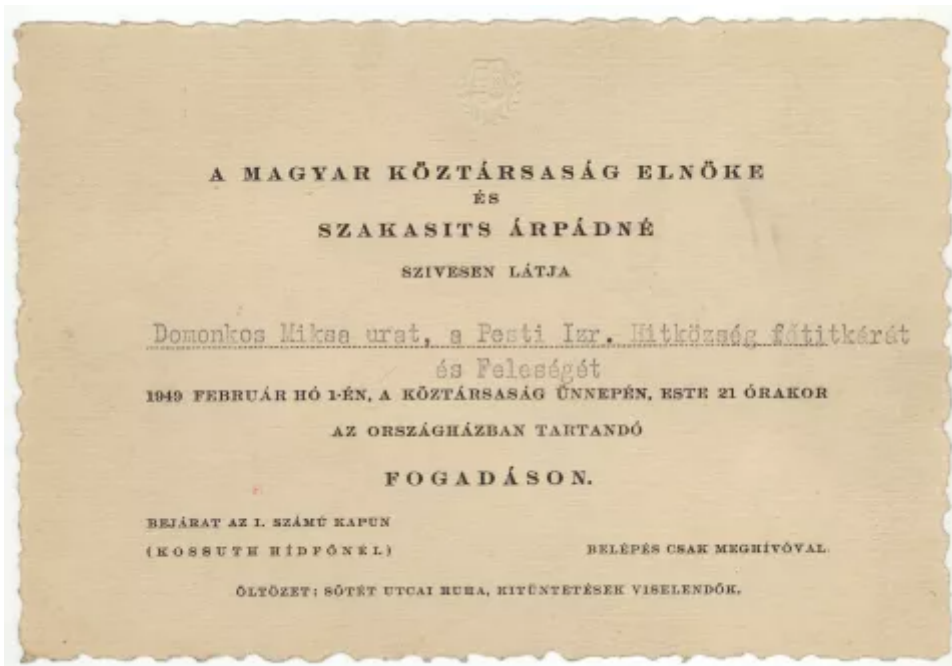 A MAGYAR KÖZTÁRSASÁG ELNÖKE
ÉS
SZAKASITS ÁRPÁDNÉ
SZIVESEN LÁTJA
Domonkos Miksa urat, a Pesti Izr. Hitközség főtitkárát
és Feleségét
1949 FEBRUÁR HÓ 1-ÉN, A KÖZTÁRSASÁG ÜNNEPÉN, ESTE 21 ÓRAKOR
AZ ORSZÁGHÁZBAN TARTANDÓ
FOGADÁSON.
BEJÁRAT AZ I. SZÁMÚ KAPUN
(KOSSUTH HÍDFŐNÉL)
BELÉPÉS CSAK MEGHÍVÓVAL.
ÖLTÖZET: SÖTÉT UTCAI RUHA, KITÜNTETÉSEK VISELENDŐK.